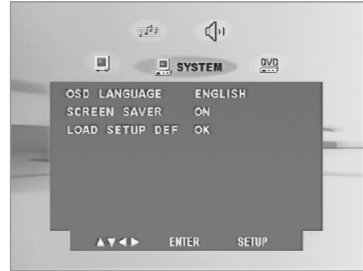 SYSTEM
DVD
OSD LANGUAGE ENGLISH
SCREEN SAVER ON
LOAD SETUP DEF OK
▲▼◀▶ ENTER SETUP